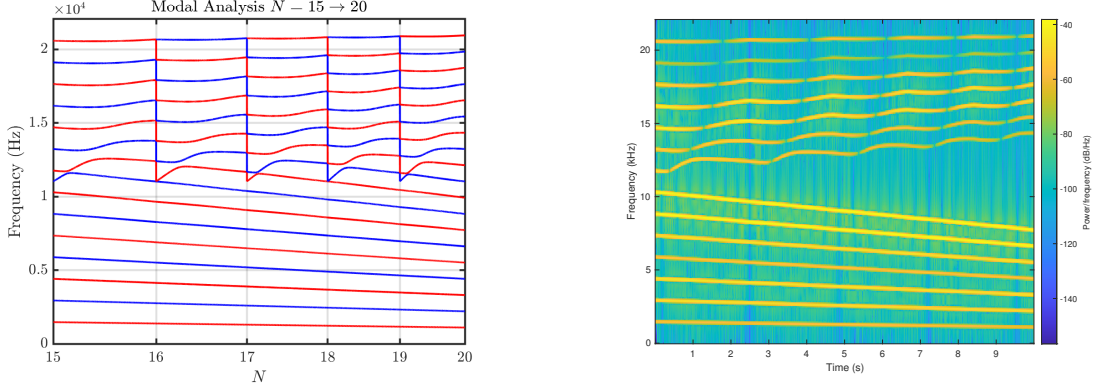 Modal Analysis N − 15 → 20
×10⁴
2
1.5
1
0.5
0
Frequency (Hz)
15 16 17 18 19 20
N
20
15
10
5
0
Frequency (kHz)
1 2 3 4 5 6 7 8 9
Time (s)
-40
-60
-80
-100
-120
-140
Power/frequency (dB/Hz)